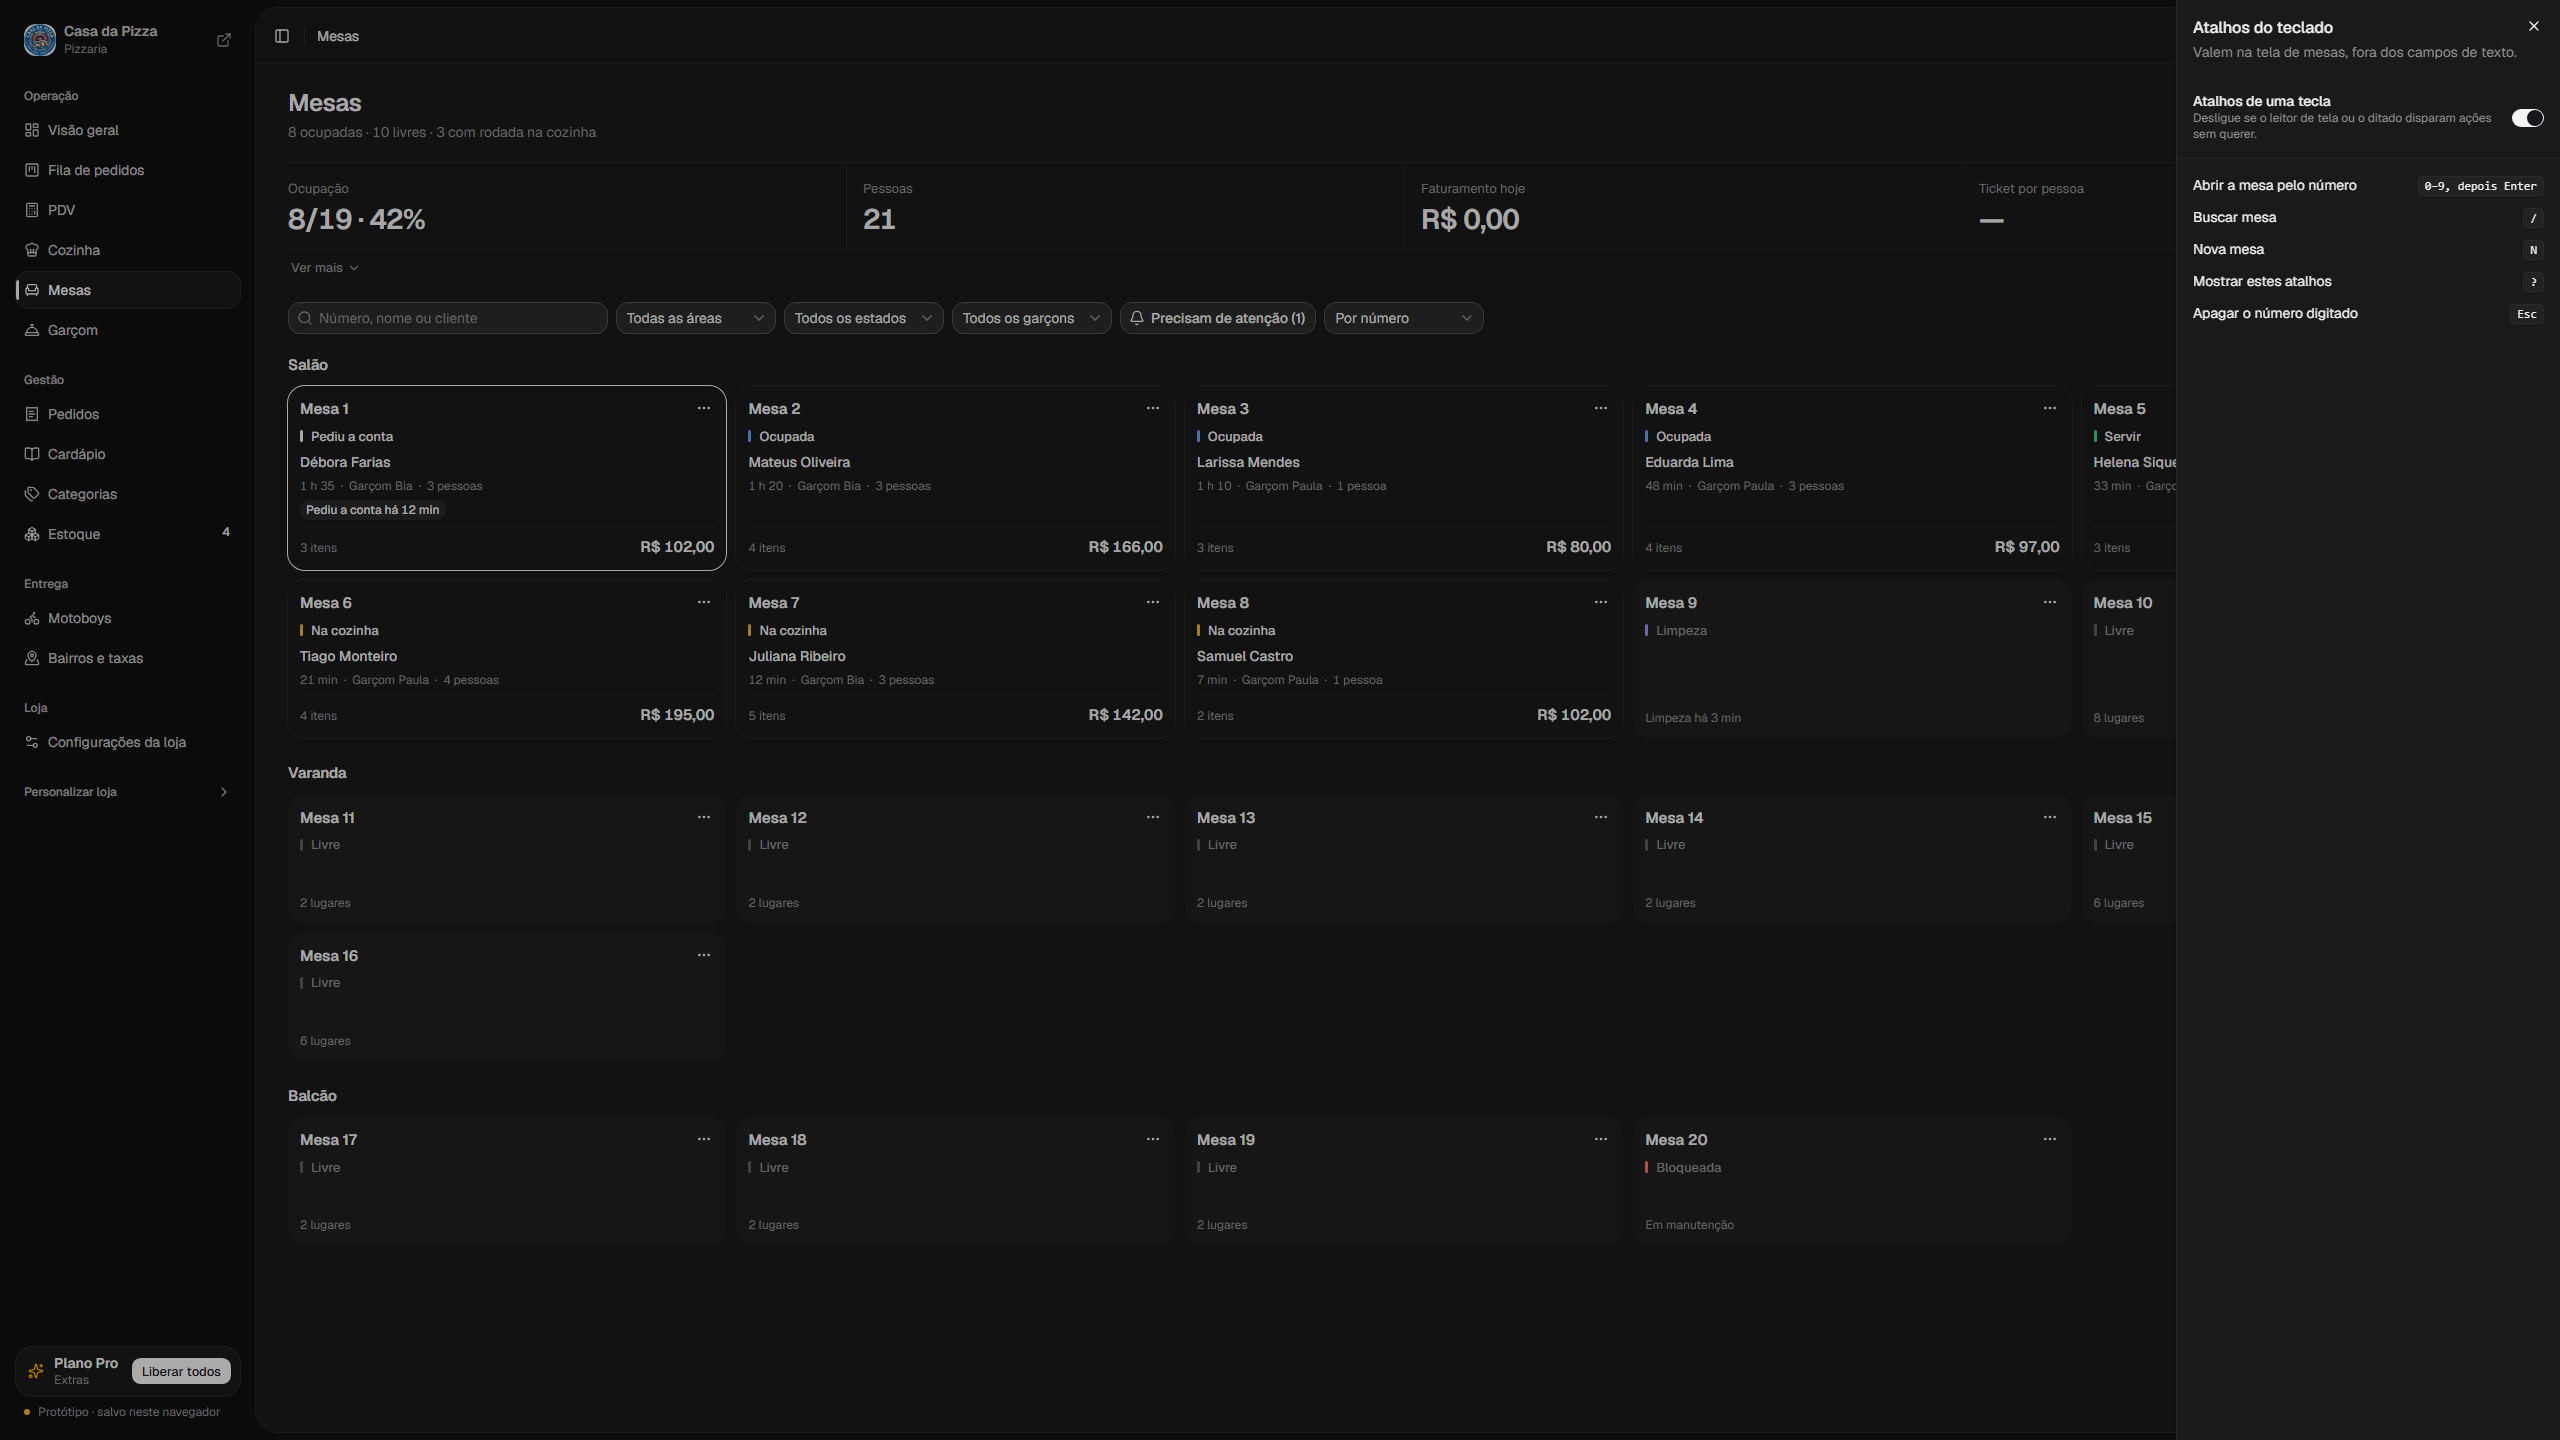 Casa da Pizza
Pizzaria
Operação
Visão geral
Fila de pedidos
PDV
Cozinha
Mesas
Garçom
Gestão
Pedidos
Cardápio
Categorias
Estoque 4
Entrega
Motoboys
Bairros e taxas
Loja
Configurações da loja
Personalizar loja
Plano Pro
Extras
Liberar todos
Protótipo · salvo neste navegador
Mesas
Mesas
8 ocupadas · 10 livres · 3 com rodada na cozinha
Ocupação
8/19 · 42%
Pessoas
21
Faturamento hoje
R$ 0,00
Ticket por pessoa
—
Ver mais
Número, nome ou cliente
Todas as áreas
Todos os estados
Todos os garçons
Precisam de atenção (1)
Por número
Salão
Mesa 1
Pediu a conta
Débora Farias
1 h 35 · Garçom Bia · 3 pessoas
Pediu a conta há 12 min
3 itens R$ 102,00
Mesa 2
Ocupada
Mateus Oliveira
1 h 20 · Garçom Bia · 3 pessoas
4 itens R$ 166,00
Mesa 3
Ocupada
Larissa Mendes
1 h 10 · Garçom Paula · 1 pessoa
3 itens R$ 80,00
Mesa 4
Ocupada
Eduarda Lima
48 min · Garçom Paula · 3 pessoas
4 itens R$ 97,00
Mesa 5
Servir
Helena Sique
33 min · Garço
3 itens
Mesa 6
Na cozinha
Tiago Monteiro
21 min · Garçom Paula · 4 pessoas
4 itens R$ 195,00
Mesa 7
Na cozinha
Juliana Ribeiro
12 min · Garçom Bia · 3 pessoas
5 itens R$ 142,00
Mesa 8
Na cozinha
Samuel Castro
7 min · Garçom Paula · 1 pessoa
2 itens R$ 102,00
Mesa 9
Limpeza
Limpeza há 3 min
Mesa 10
Livre
8 lugares
Varanda
Mesa 11
Livre
2 lugares
Mesa 12
Livre
2 lugares
Mesa 13
Livre
2 lugares
Mesa 14
Livre
2 lugares
Mesa 15
Livre
6 lugares
Mesa 16
Livre
6 lugares
Balcão
Mesa 17
Livre
2 lugares
Mesa 18
Livre
2 lugares
Mesa 19
Livre
2 lugares
Mesa 20
Bloqueada
Em manutenção
Atalhos do teclado
Valem na tela de mesas, fora dos campos de texto.
Atalhos de uma tecla
Desligue se o leitor de tela ou o ditado disparam ações
sem querer.
Abrir a mesa pelo número 0–9, depois Enter
Buscar mesa /
Nova mesa N
Mostrar estes atalhos ?
Apagar o número digitado Esc